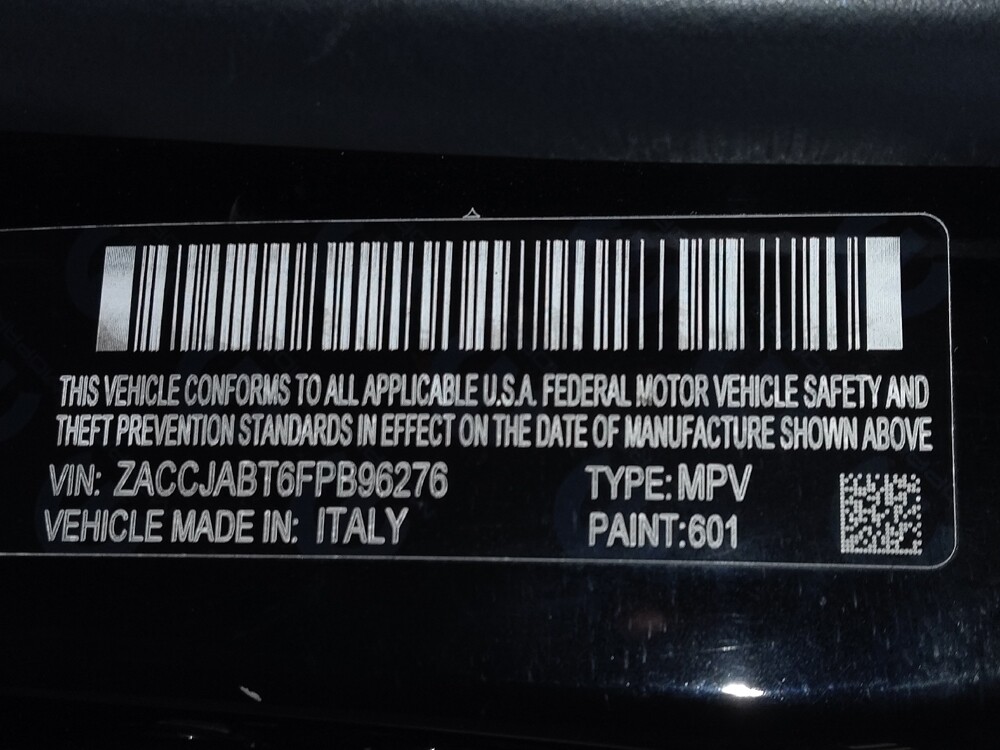 THIS VEHICLE CONFORMS TO ALL APPLICABLE U.S.A. FEDERAL MOTOR VEHICLE SAFETY AND
THEFT PREVENTION STANDARDS IN EFFECT ON THE DATE OF MANUFACTURE SHOWN ABOVE
VIN: ZACCJABT6FPB96276 TYPE: MPV
VEHICLE MADE IN: ITALY PAINT:601